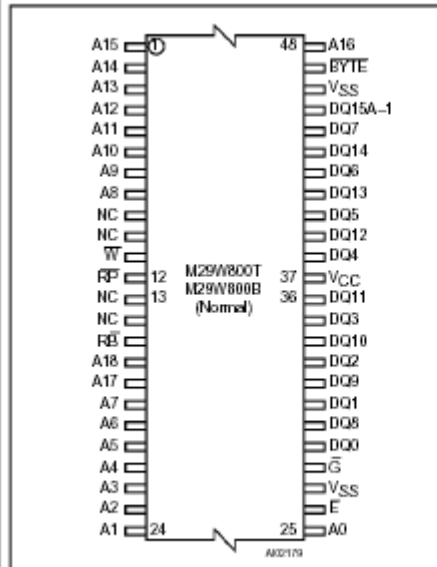 A15 1 48 A16
A14 B̅Y̅T̅E̅
A13 VSS
A12 DQ15A–1
A11 DQ7
A10 DQ14
A9 DQ6
A8 DQ13
NC DQ5
NC DQ12
W̅ DQ4
R̅P̅ 12 M29W800T 37 VCC
NC 13 M29W800B 36 DQ11
NC (Normal) DQ3
RB̅ DQ10
A18 DQ2
A17 DQ9
A7 DQ1
A6 DQ8
A5 DQ0
A4 G̅
A3 VSS
A2 E̅
A1 24 25 A0
AI02179